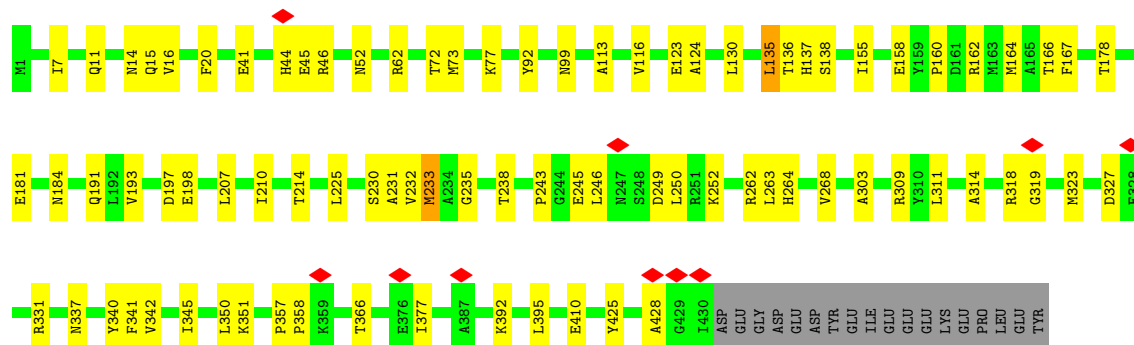 M1 I7 Q11 N14 Q15 V16 F20 E41 H44 E45 R46 N52 R62 T72 M73 K77 Y92 N99 A113 V116 E123 A124 L130 L135 T136 H137 S138 I155 E158 Y159 P160 D161 R162 M163 M164 A165 T166 F167 T178
E181 N184 Q191 L192 V193 D197 E198 L207 I210 T214 L225 S230 A231 V232 M233 A234 G235 T238 P243 G244 E245 L246 N247 S248 D249 L250 R251 K252 R262 L263 H264 V268 A303 R309 Y310 L311 A314 R318 G319 M323 D327 E328
R331 N337 Y340 F341 V342 I345 L350 K351 P357 P358 K359 T366 E376 I377 A387 K392 L395 E410 Y425 A428 G429 I430 ASP GLU GLY ASP GLU ASP TYR GLU ILE GLU GLU GLU LYS GLU PRO LEU GLU TYR